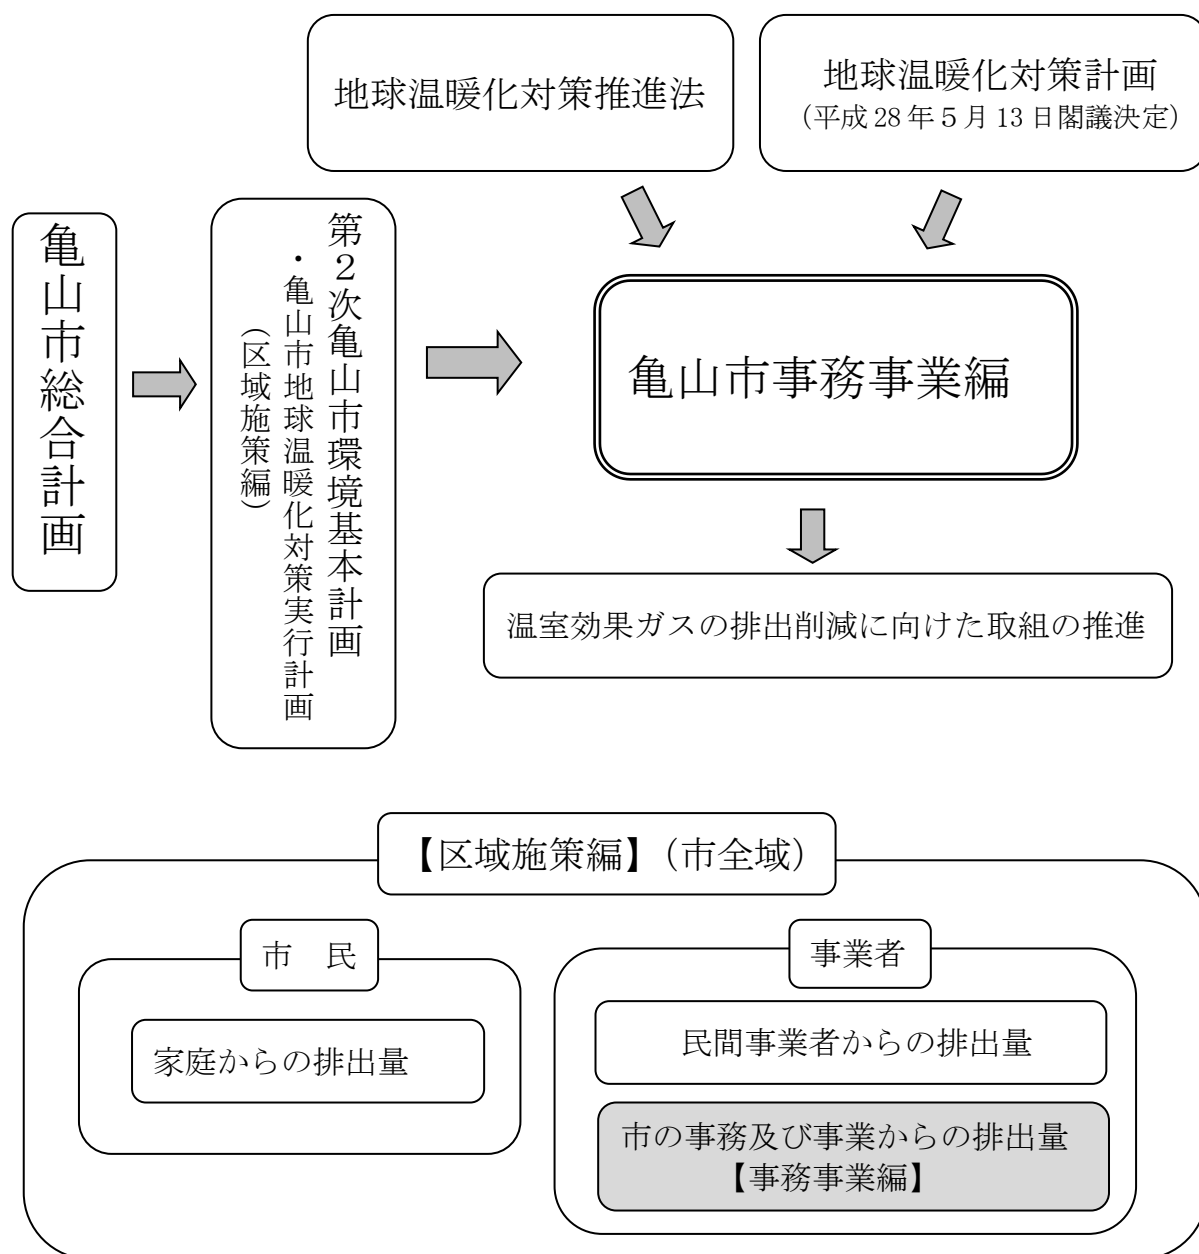 地球温暖化対策推進法
地球温暖化対策計画
(平成 28 年 5 月 13 日閣議決定)
亀山市総合計画
第２次亀山市環境基本計画
・亀山市地球温暖化対策実行計画
(区域施策編)
亀山市事務事業編
温室効果ガスの排出削減に向けた取組の推進
【区域施策編】(市全域)
市　民
家庭からの排出量
事業者
民間事業者からの排出量
市の事務及び事業からの排出量
【事務事業編】